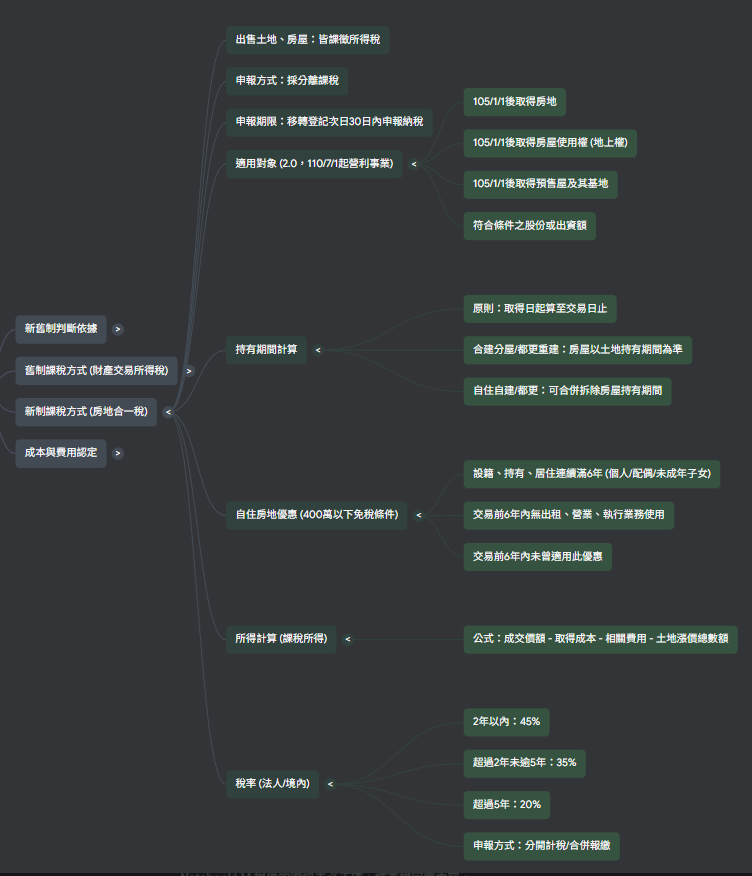 新舊制判斷依據
舊制課稅方式 (財產交易所得稅)
新制課稅方式 (房地合一稅)
成本與費用認定
出售土地、房屋：皆課徵所得稅
申報方式：採分離課稅
申報期限：移轉登記次日30日內申報納稅
適用對象 (2.0，110/7/1起營利事業)
105/1/1後取得房地
105/1/1後取得房屋使用權 (地上權)
105/1/1後取得預售屋及其基地
符合條件之股份或出資額
持有期間計算
原則：取得日起算至交易日止
合建分屋/都更重建：房屋以土地持有期間為準
自住自建/都更：可合併拆除房屋持有期間
自住房地優惠 (400萬以下免稅條件)
設籍、持有、居住連續滿6年 (個人/配偶/未成年子女)
交易前6年內無出租、營業、執行業務使用
交易前6年內未曾適用此優惠
所得計算 (課稅所得)
公式：成交價額 - 取得成本 - 相關費用 - 土地漲價總數額
稅率 (法人/境內)
2年以內：45%
超過2年未逾5年：35%
超過5年：20%
申報方式：分開計稅/合併報繳